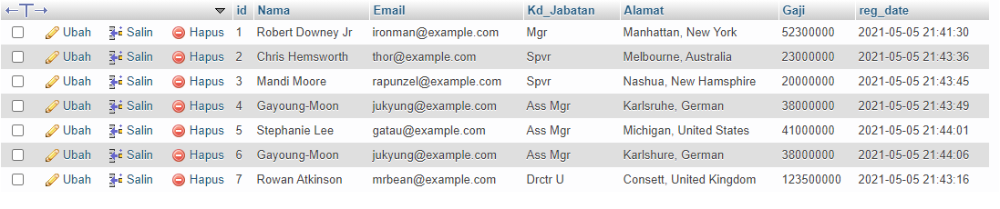 ←T→ id Nama Email Kd_Jabatan Alamat Gaji reg_date
Ubah Salin Hapus 1 Robert Downey Jr ironman@example.com Mgr Manhattan, New York 52300000 2021-05-05 21:41:30
Ubah Salin Hapus 2 Chris Hemsworth thor@example.com Spvr Melbourne, Australia 23000000 2021-05-05 21:43:36
Ubah Salin Hapus 3 Mandi Moore rapunzel@example.com Spvr Nashua, New Hamsphire 20000000 2021-05-05 21:43:45
Ubah Salin Hapus 4 Gayoung-Moon jukyung@example.com Ass Mgr Karlsruhe, German 38000000 2021-05-05 21:43:49
Ubah Salin Hapus 5 Stephanie Lee gatau@example.com Ass Mgr Michigan, United States 41000000 2021-05-05 21:44:01
Ubah Salin Hapus 6 Gayoung-Moon jukyung@example.com Ass Mgr Karlshure, German 38000000 2021-05-05 21:44:06
Ubah Salin Hapus 7 Rowan Atkinson mrbean@example.com Drctr U Consett, United Kingdom 123500000 2021-05-05 21:43:16